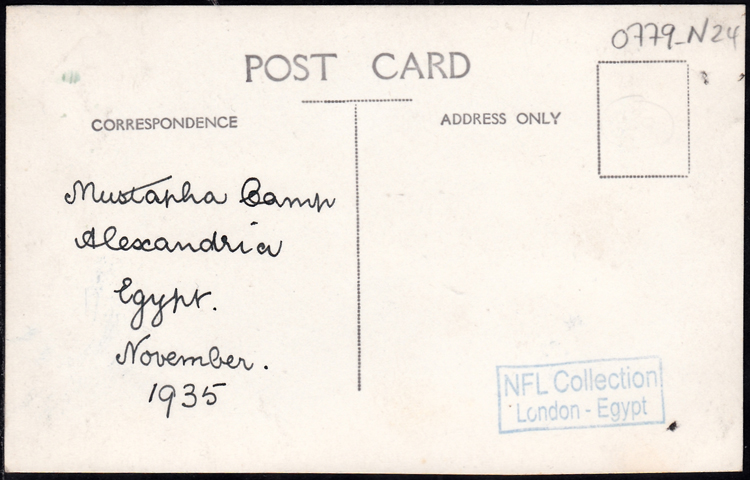 0779_N24
POST CARD
CORRESPONDENCE
ADDRESS ONLY
Mustapha Camp
Alexandria
Egypt.
November.
1935
NFL Collection
London - Egypt